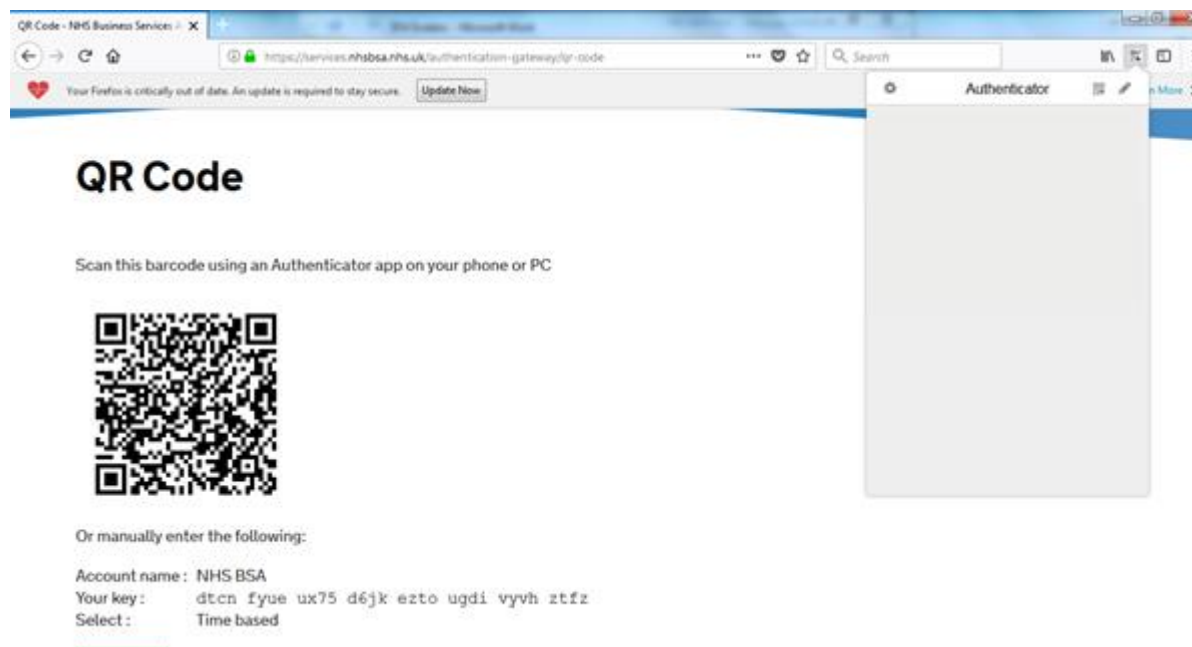 QR Code - NHS Business Services A
https://services.nhsbsa.nhs.uk/authentication-gateway/qr-code
Search
Your Firefox is critically out of date. An update is required to stay secure.
Update Now
Authenticator
More
QR Code
Scan this barcode using an Authenticator app on your phone or PC
Or manually enter the following:
Account name : NHS BSA
Your key : dtcn fyue ux75 d6jk ezto ugdi vyvh ztfz
Select : Time based